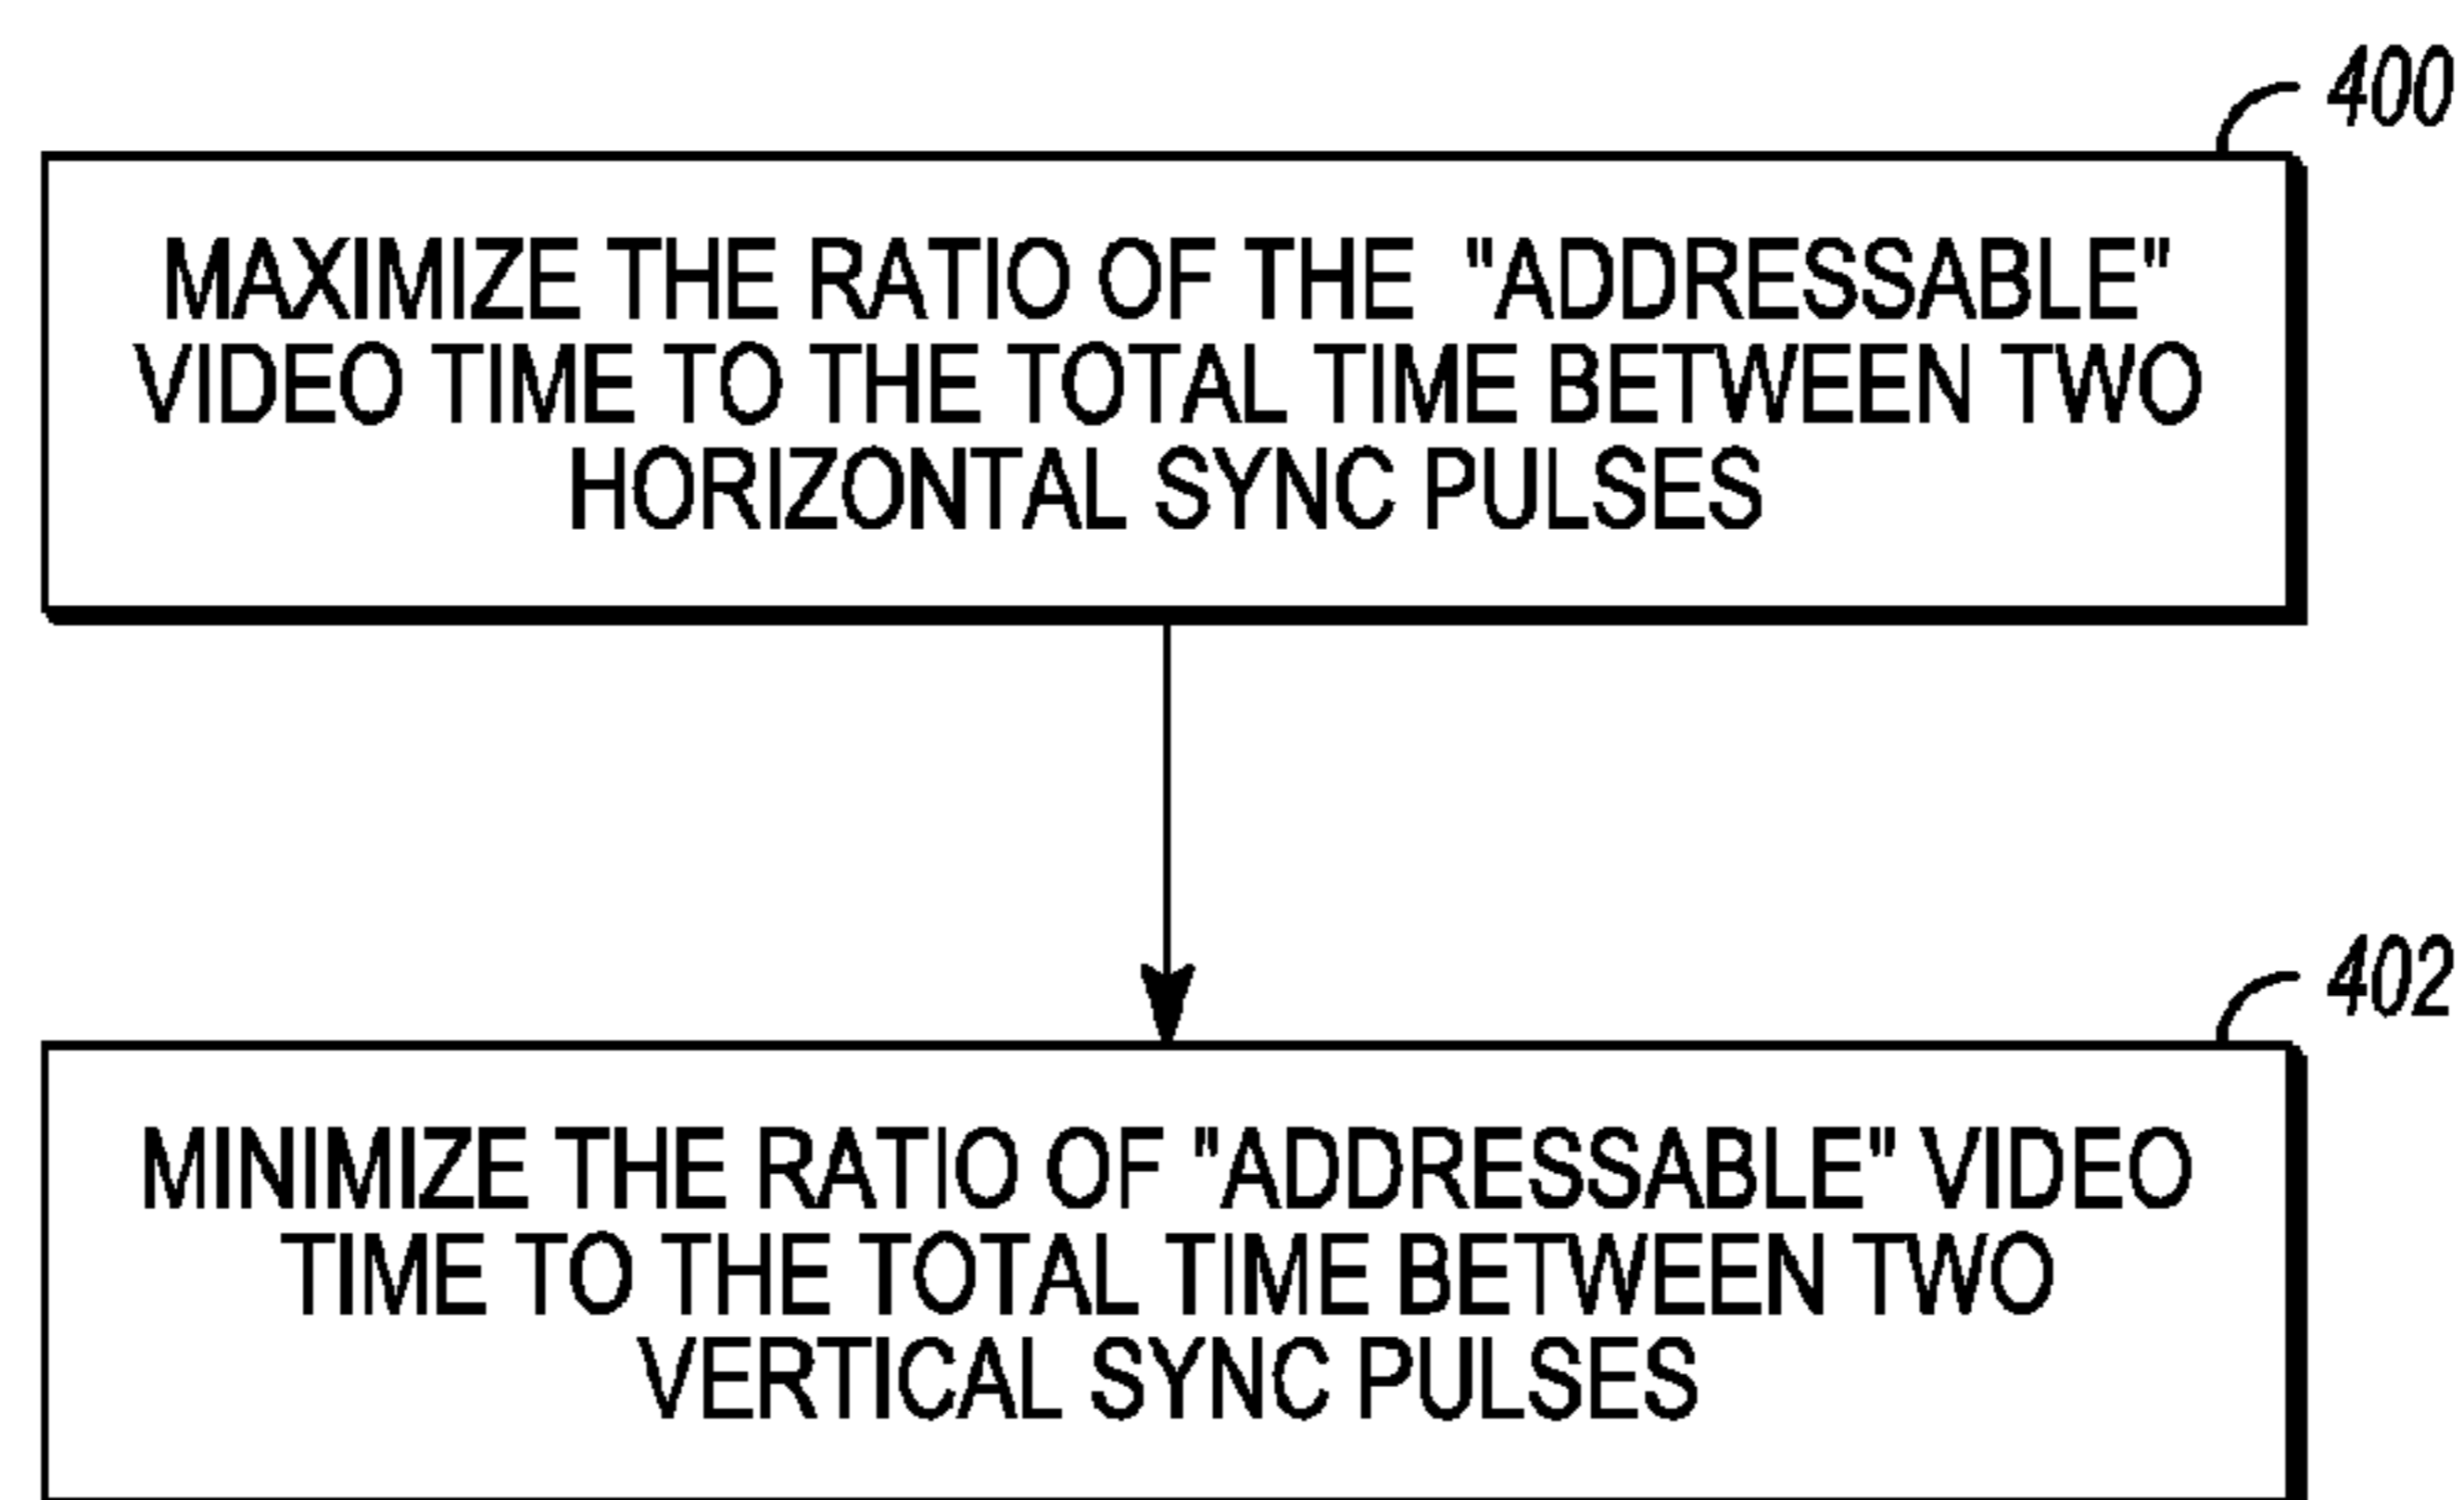 400
MAXIMIZE THE RATIO OF THE "ADDRESSABLE"
VIDEO TIME TO THE TOTAL TIME BETWEEN TWO
HORIZONTAL SYNC PULSES
402
MINIMIZE THE RATIO OF "ADDRESSABLE" VIDEO
TIME TO THE TOTAL TIME BETWEEN TWO
VERTICAL SYNC PULSES